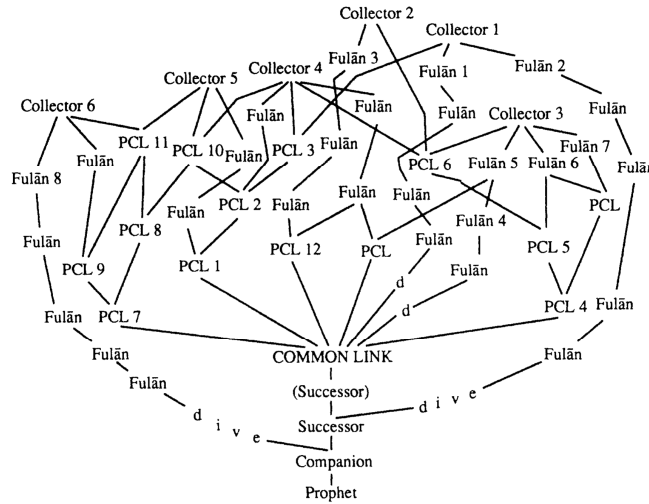 Collector 2
Collector 1
Fulān 3
Fulān 2
Collector 4
Fulān 1
Collector 5
Collector 6
Fulān
Fulān
Fulān
Fulān
Collector 3
PCL 11
PCL 10
PCL 3
Fulān
Fulān 7
Fulān
Fulān
PCL 6
Fulān 5
Fulān 6
Fulān
Fulān 8
Fulān
Fulān
PCL 2
Fulān
Fulān
PCL
Fulān
Fulān 4
PCL 8
Fulān
PCL 12
PCL
PCL 5
PCL 9
PCL 1
Fulān
d
Fulān
PCL 7
d
PCL 4
Fulān
Fulān
COMMON LINK
Fulān
Fulān
(Successor)
d i v e
d i v e
Successor
Companion
Prophet